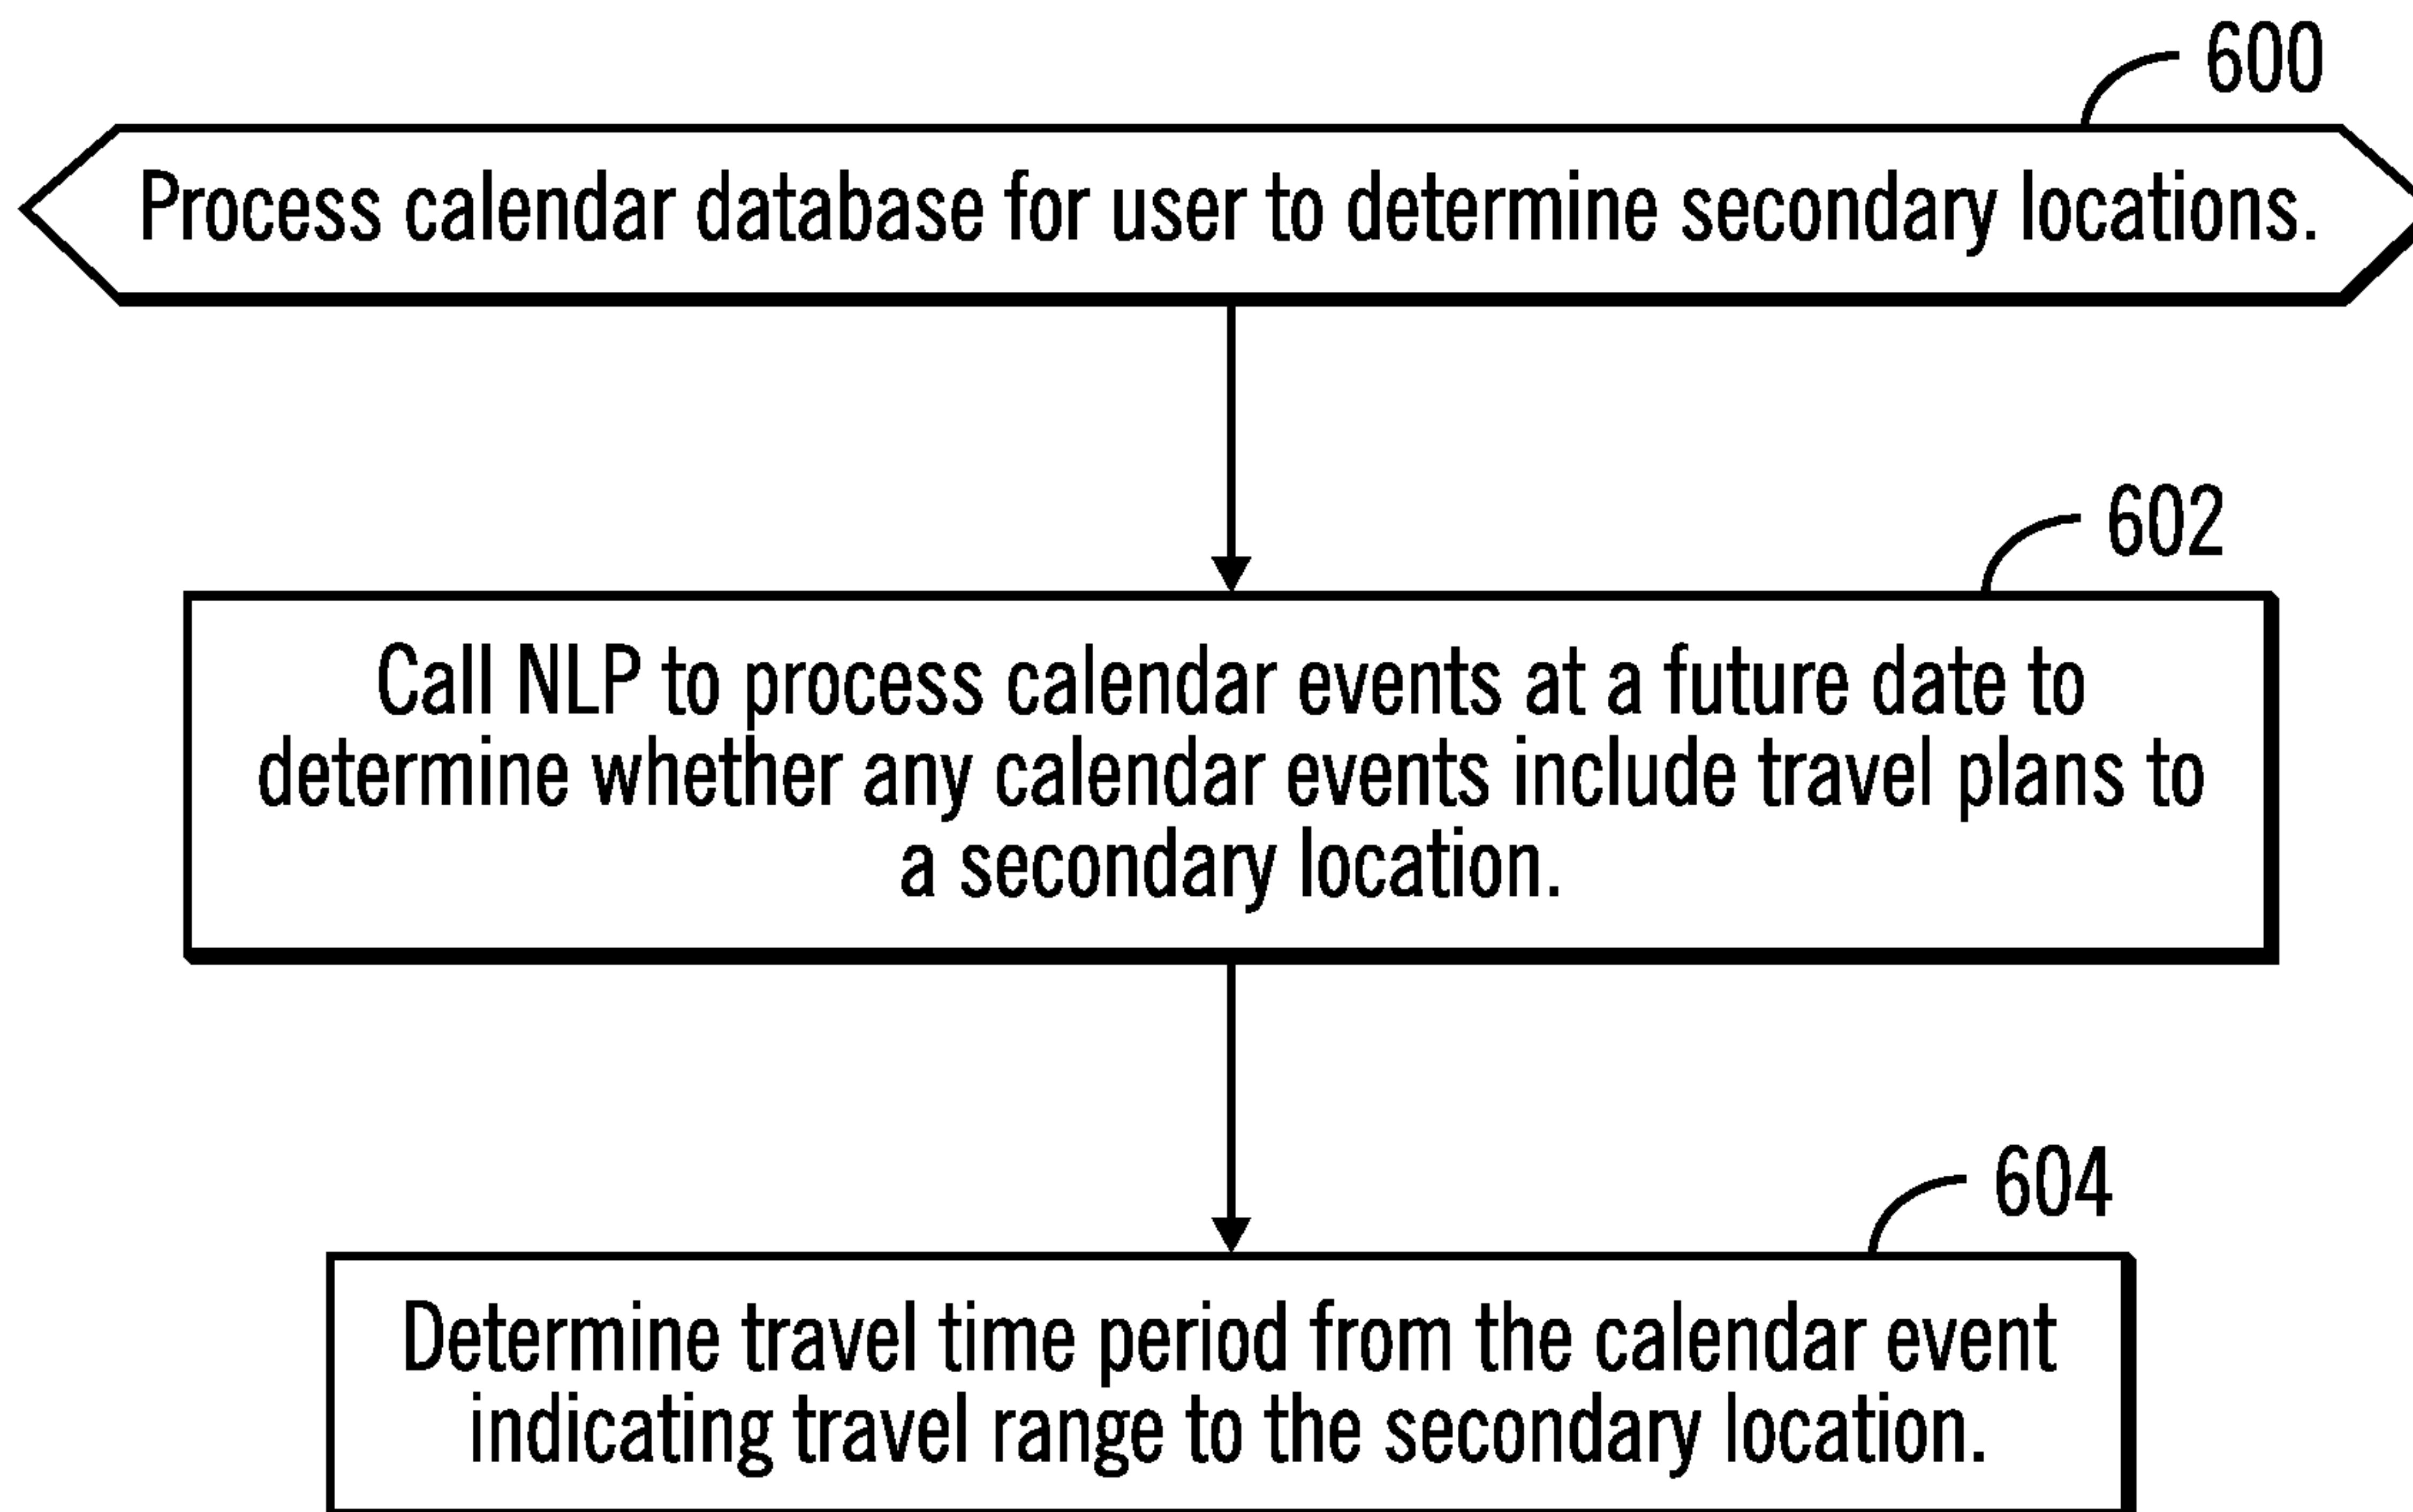 600
Process calendar database for user to determine secondary locations.
602
Call NLP to process calendar events at a future date to
determine whether any calendar events include travel plans to
a secondary location.
604
Determine travel time period from the calendar event
indicating travel range to the secondary location.